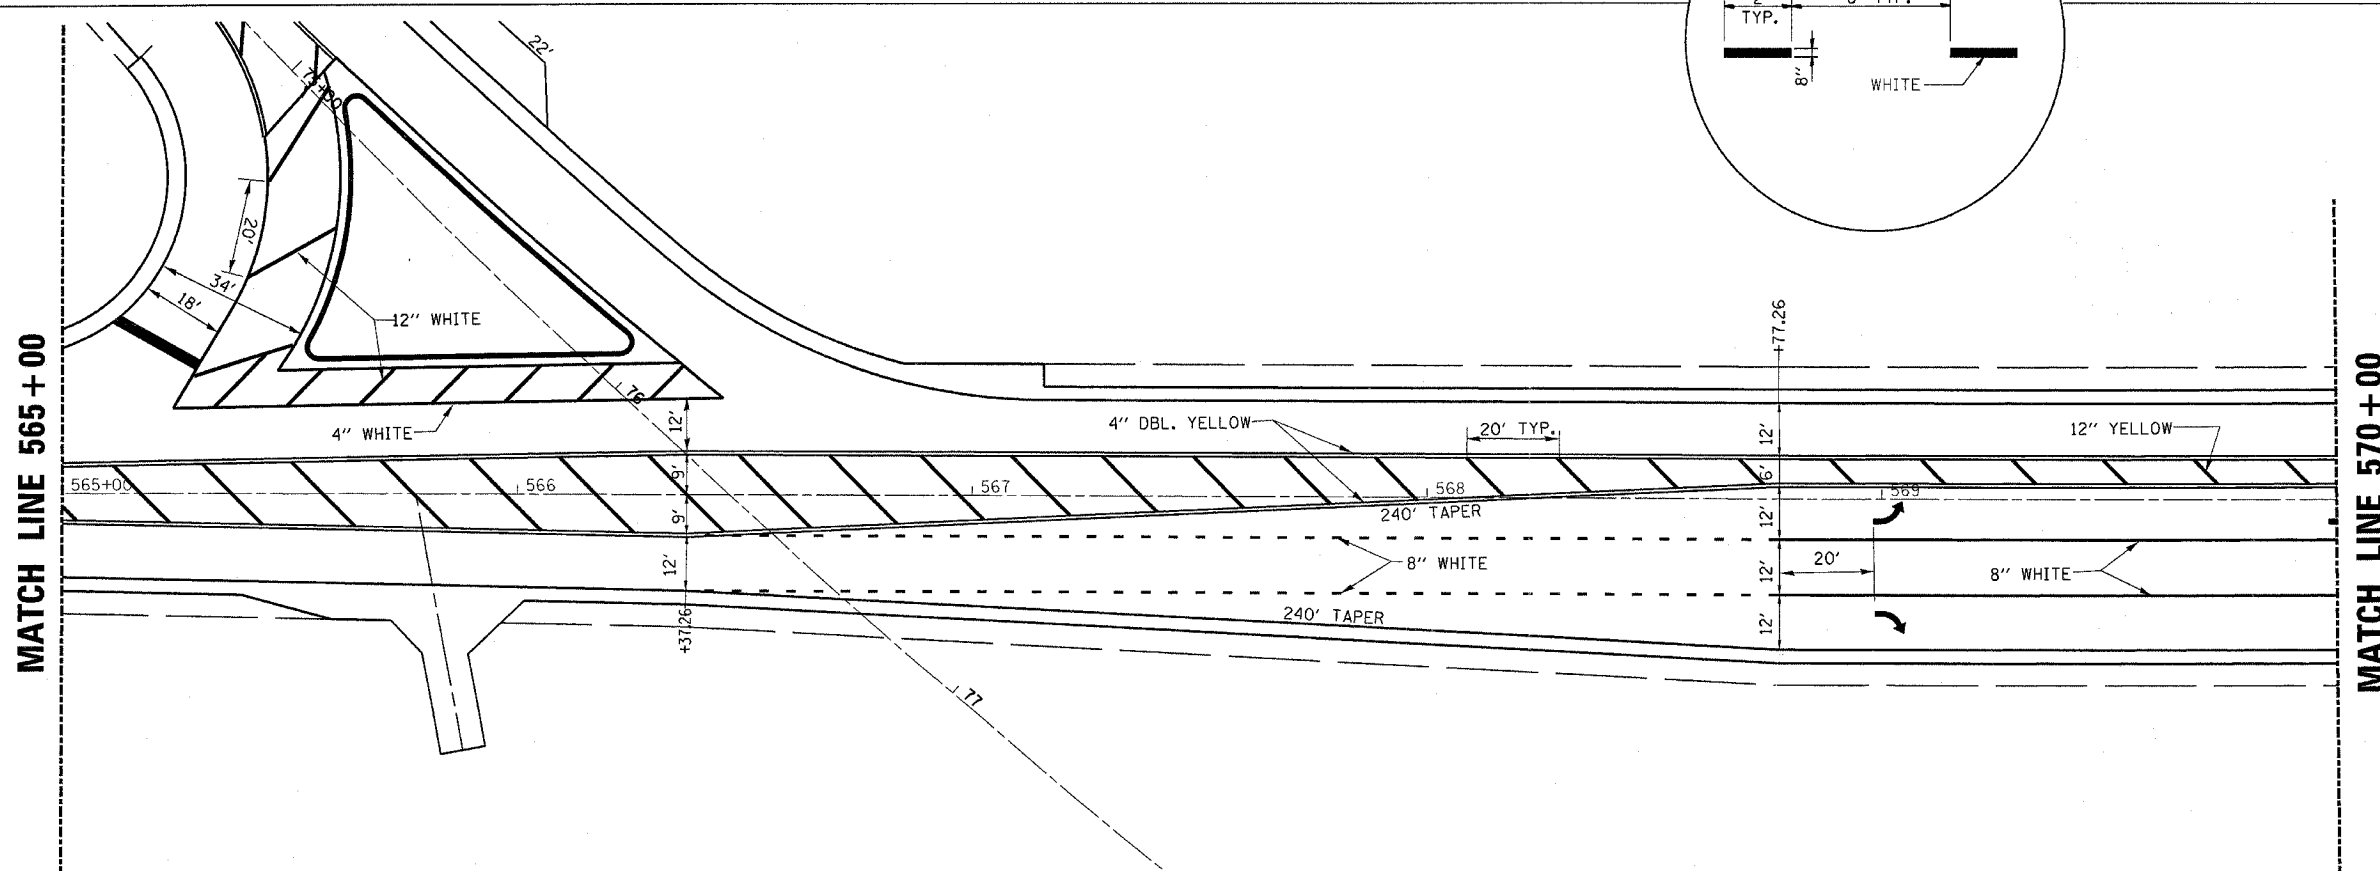 TYP.
8"
WHITE
22'
75+00
20'
34'
18'
12" WHITE
4" WHITE
76
77
12'
9'
9'
12'
+37.26
MATCH LINE 565+00
565+00
566
567
568
569
4" DBL. YELLOW
20' TYP.
240' TAPER
8" WHITE
240' TAPER
+77.26
12'
6'
12'
12'
12'
20'
12" YELLOW
8" WHITE
MATCH LINE 570+00